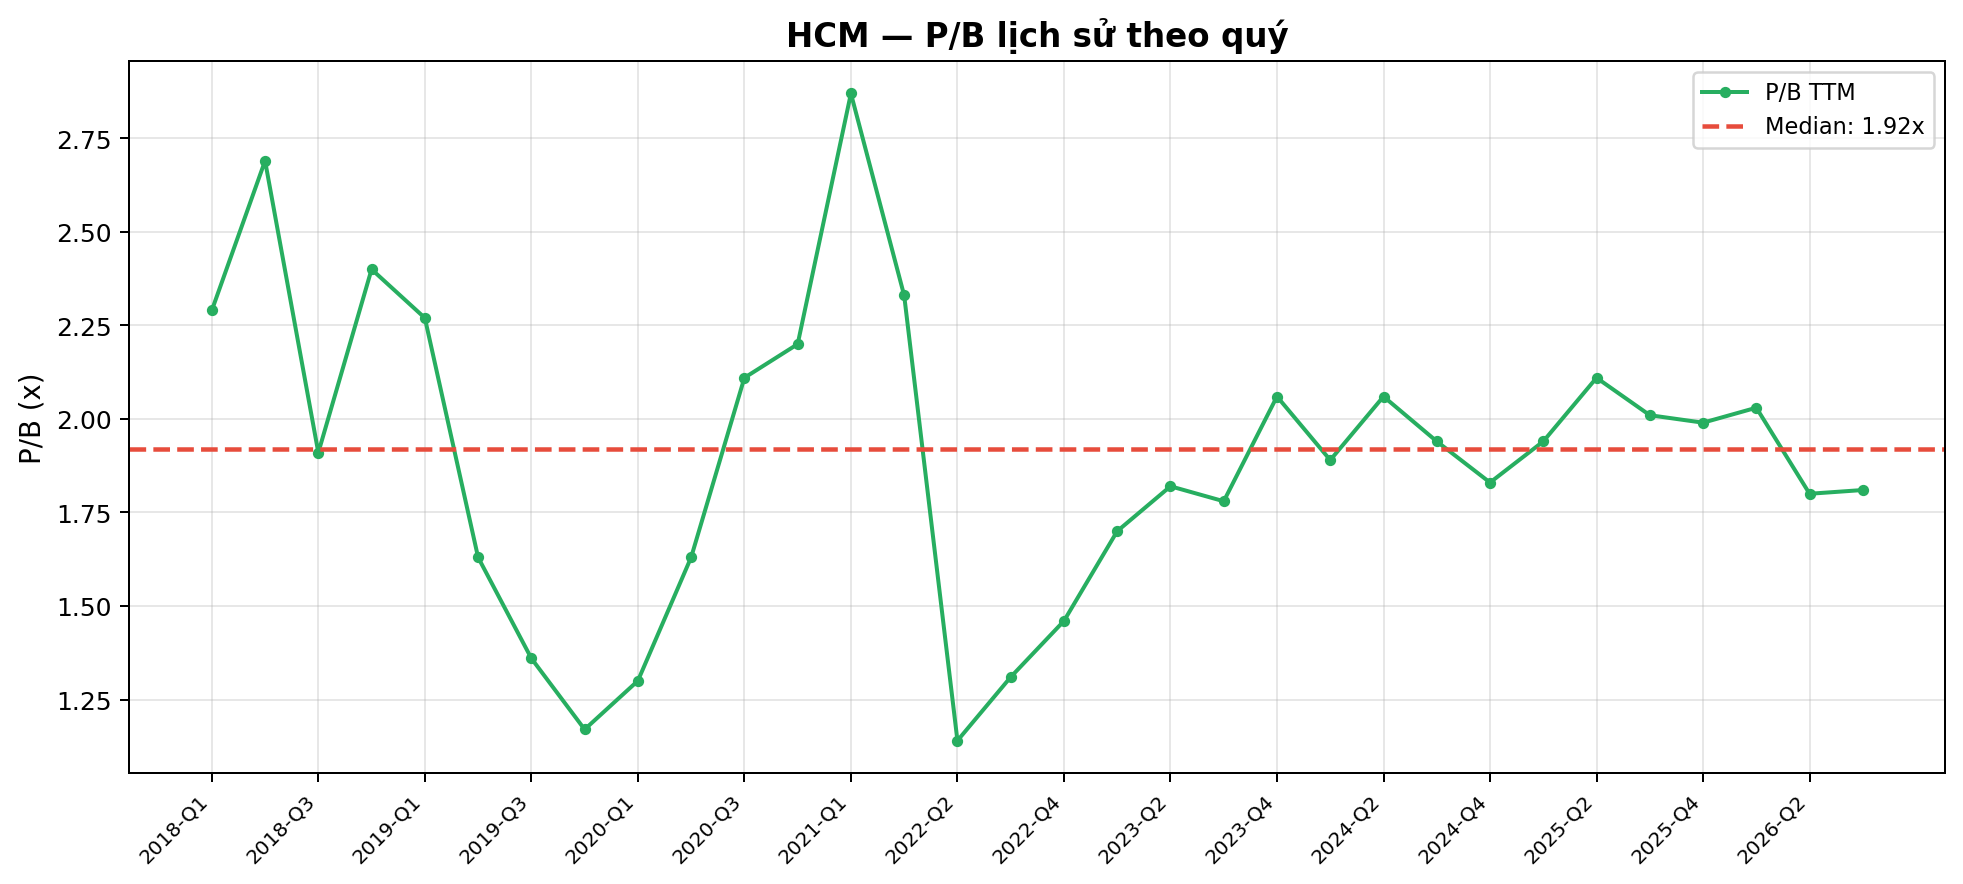 HCM — P/B lịch sử theo quý
P/B TTM
Median: 1.92x
P/B (x)
2.75
2.50
2.25
2.00
1.75
1.50
1.25
2018-Q1
2018-Q3
2019-Q1
2019-Q3
2020-Q1
2020-Q3
2021-Q1
2022-Q2
2022-Q4
2023-Q2
2023-Q4
2024-Q2
2024-Q4
2025-Q2
2025-Q4
2026-Q2